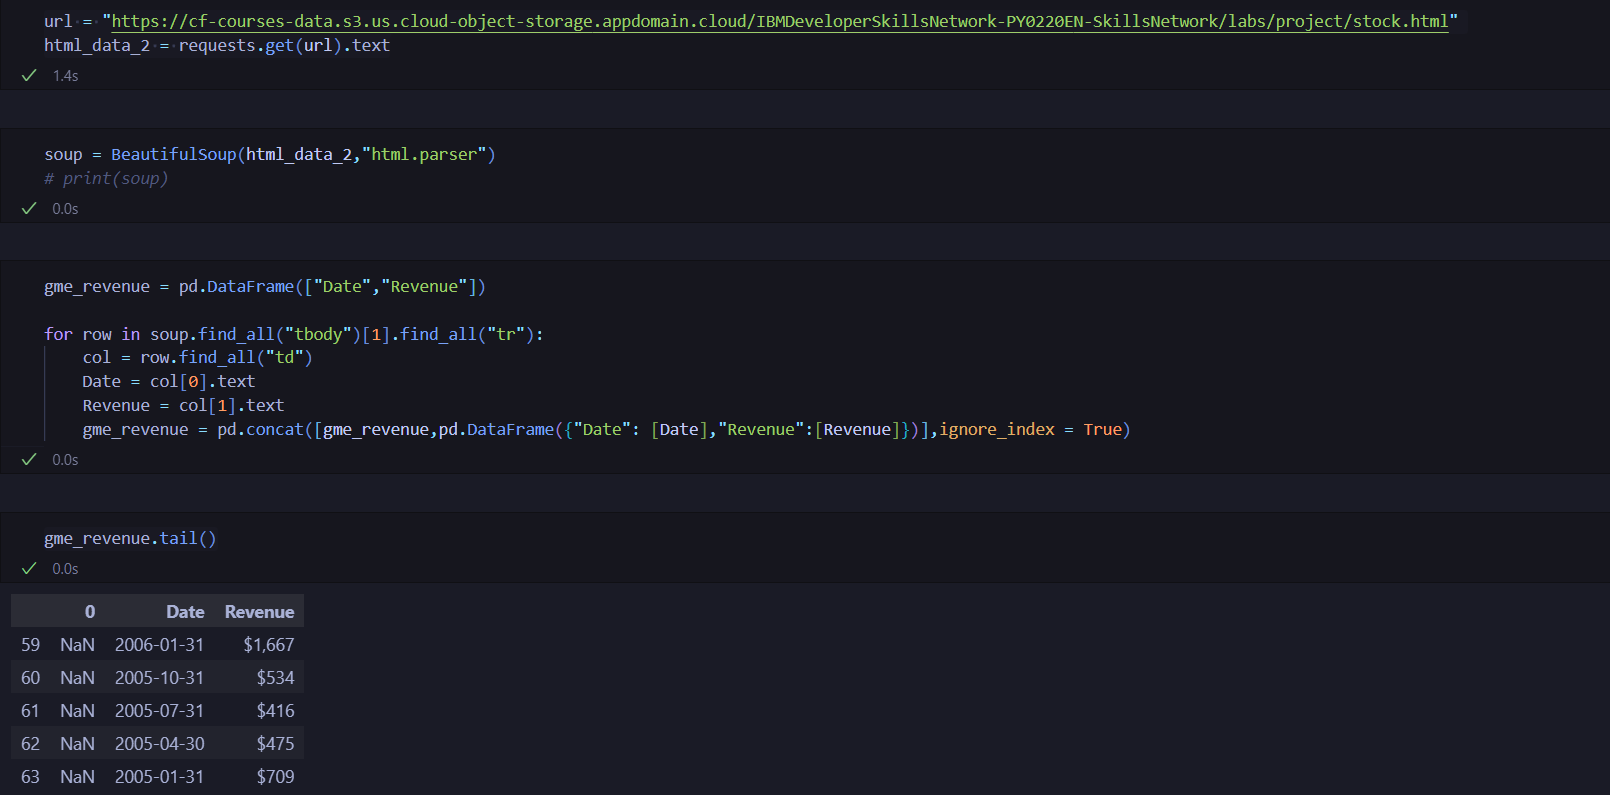 url = "https://cf-courses-data.s3.us.cloud-object-storage.appdomain.cloud/IBMDeveloperSkillsNetwork-PY0220EN-SkillsNetwork/labs/project/stock.html"
html_data_2 = requests.get(url).text
1.4s
soup = BeautifulSoup(html_data_2,"html.parser")
# print(soup)
0.0s
gme_revenue = pd.DataFrame(["Date","Revenue"])
for row in soup.find_all("tbody")[1].find_all("tr"):
    col = row.find_all("td")
    Date = col[0].text
    Revenue = col[1].text
    gme_revenue = pd.concat([gme_revenue,pd.DataFrame({"Date": [Date],"Revenue":[Revenue]})],ignore_index = True)
0.0s
gme_revenue.tail()
0.0s
0 Date Revenue
59 NaN 2006-01-31 $1,667
60 NaN 2005-10-31 $534
61 NaN 2005-07-31 $416
62 NaN 2005-04-30 $475
63 NaN 2005-01-31 $709